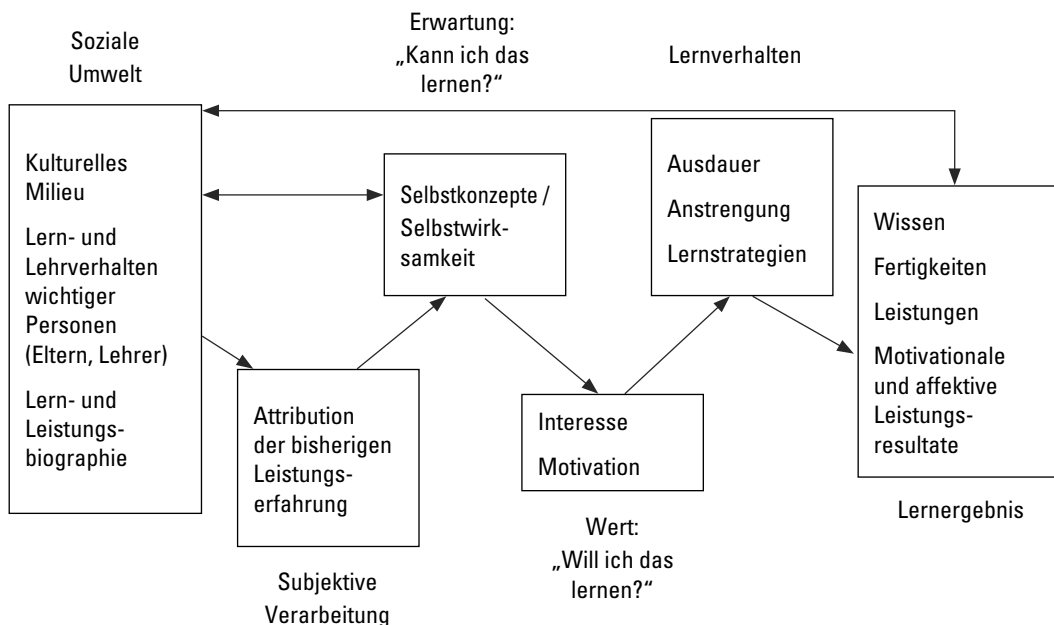 Soziale
Umwelt
Kulturelles
Milieu
Lern- und
Lehrverhalten
wichtiger
Personen
(Eltern, Lehrer)
Lern- und
Leistungs-
biographie
Attribution
der bisherigen
Leistungs-
erfahrung
Subjektive
Verarbeitung
Erwartung:
„Kann ich das
lernen?“
Selbstkonzepte /
Selbstwirk-
samkeit
Interesse
Motivation
Wert:
„Will ich das
lernen?“
Lernverhalten
Ausdauer
Anstrengung
Lernstrategien
Wissen
Fertigkeiten
Leistungen
Motivationale
und affektive
Leistungs-
resultate
Lernergebnis